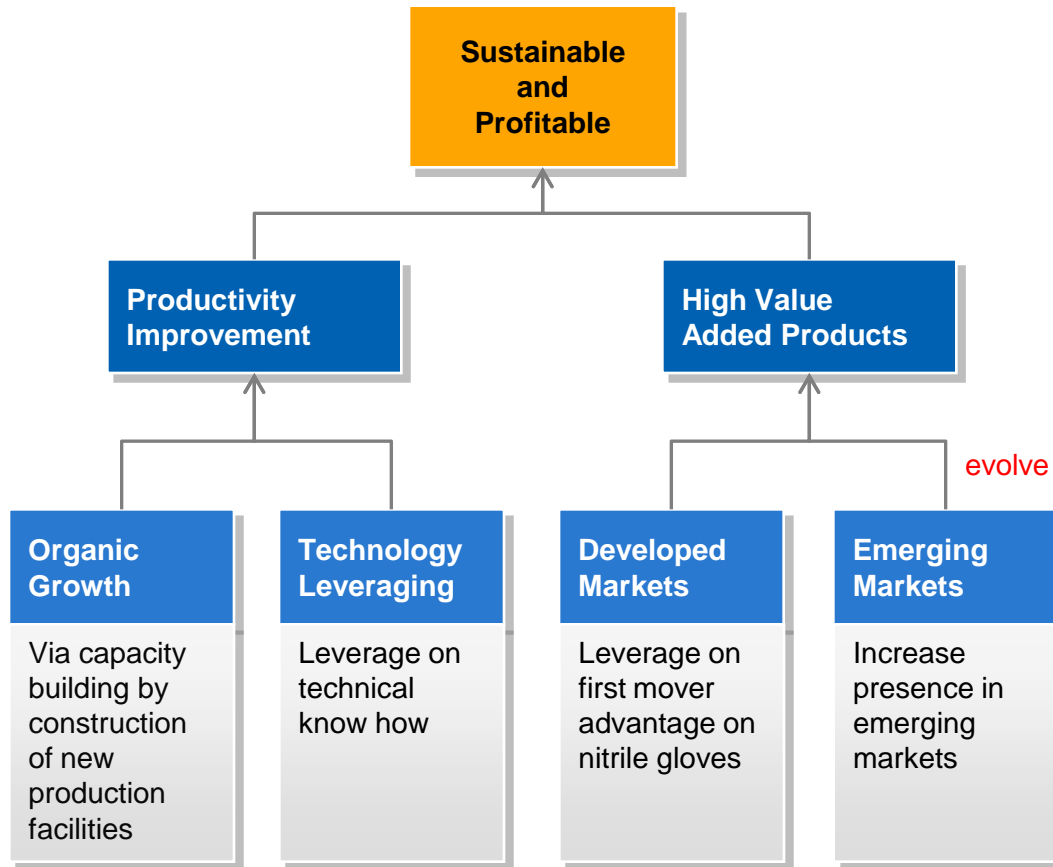 Sustainable
and
Profitable
Productivity
Improvement
High Value
Added Products
evolve
Organic
Growth
Via capacity
building by
construction
of new
production
facilities
Technology
Leveraging
Leverage on
technical
know how
Developed
Markets
Leverage on
first mover
advantage on
nitrile gloves
Emerging
Markets
Increase
presence in
emerging
markets